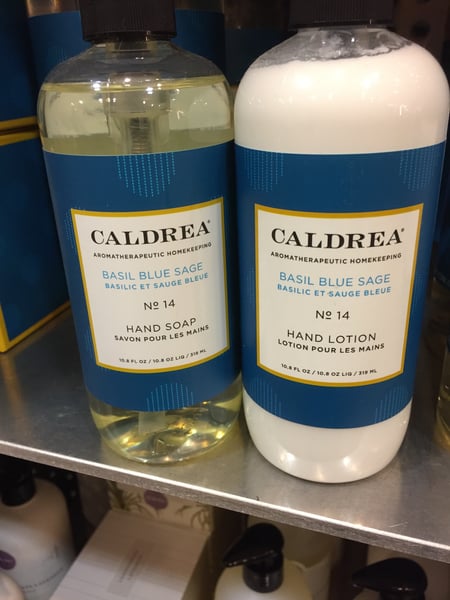 CALDREA
AROMATHERAPEUTIC HOMEKEEPING
BASIL BLUE SAGE
BASILIC ET SAUGE BLEUE
Nº 14
HAND SOAP
SAVON POUR LES MAINS
10.8 FL OZ / 10.8 OZ LIQ / 319 ML
CALDREA
AROMATHERAPEUTIC HOMEKEEPING
BASIL BLUE SAGE
BASILIC ET SAUGE BLEUE
Nº 14
HAND LOTION
LOTION POUR LES MAINS
10.8 FL OZ / 10.8 OZ LIQ / 319 ML